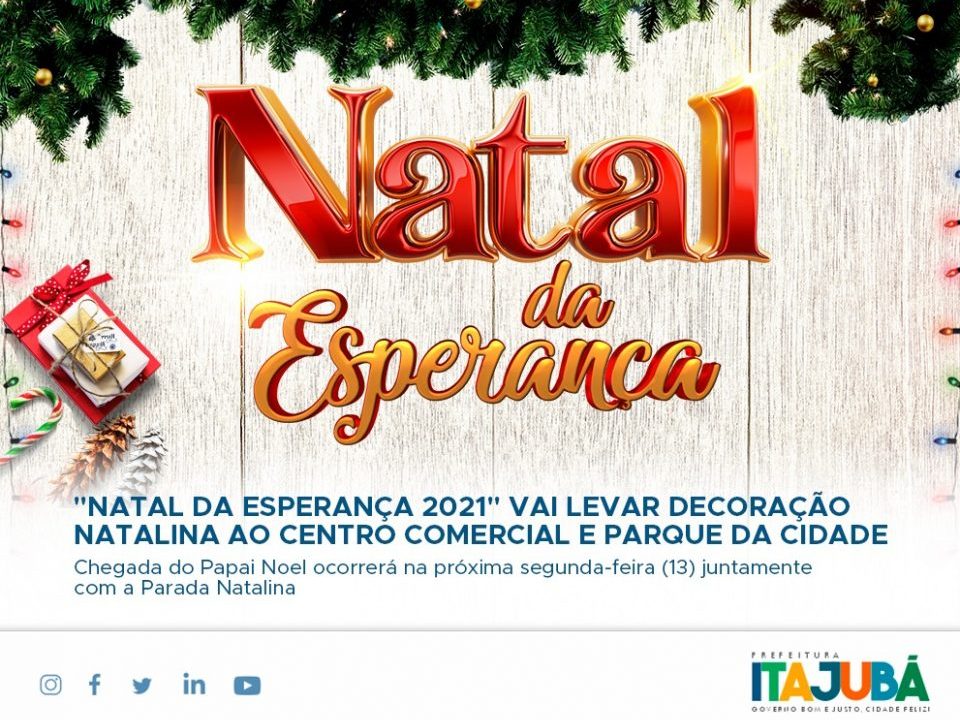 Natal
da
Esperança
"NATAL DA ESPERANÇA 2021" VAI LEVAR DECORAÇÃO
NATALINA AO CENTRO COMERCIAL E PARQUE DA CIDADE
Chegada do Papai Noel ocorrerá na próxima segunda-feira (13) juntamente
com a Parada Natalina
PREFEITURA
ITAJUBÁ
GOVERNO BOM E JUSTO, CIDADE FELIZ!